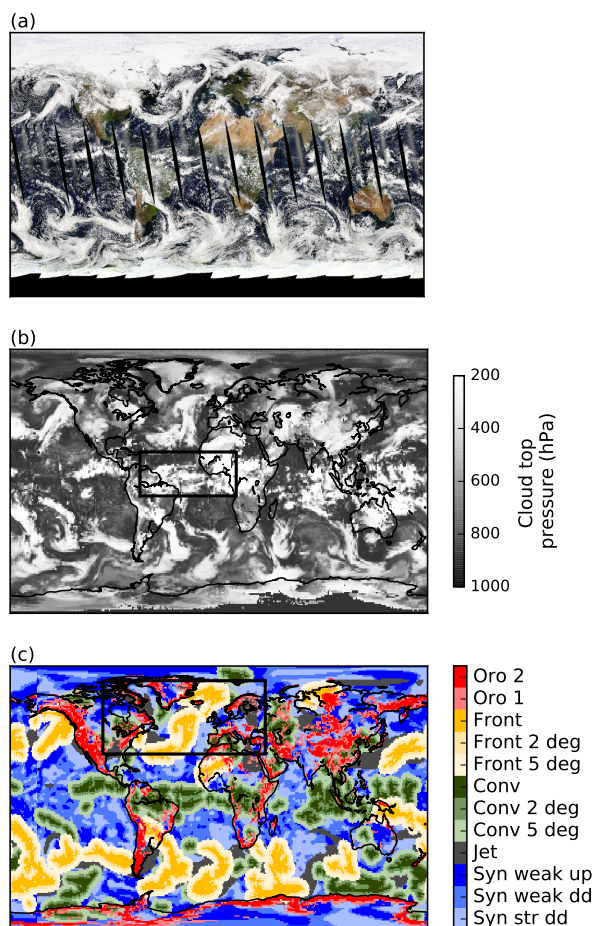 (a)
(b)
200
400
600
800
1000
Cloud top
pressure (hPa)
(c)
Oro 2
Oro 1
Front
Front 2 deg
Front 5 deg
Conv
Conv 2 deg
Conv 5 deg
Jet
Syn weak up
Syn weak dd
Syn str dd